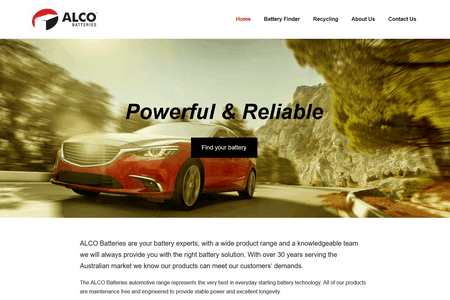 ALCO
BATTERIES
Home Battery Finder Recycling About Us Contact Us
Powerful & Reliable
Find your battery
ALCO Batteries are your battery experts, with a wide product range and a knowledgeable team
we will always provide you with the right battery solution. With over 30 years serving the
Australian market we know our products can meet our customers' demands.
The ALCO Batteries automotive range represents the very best in everyday starting battery technology. All of our products
are maintenance free and engineered to provide stable power and excellent longevity.